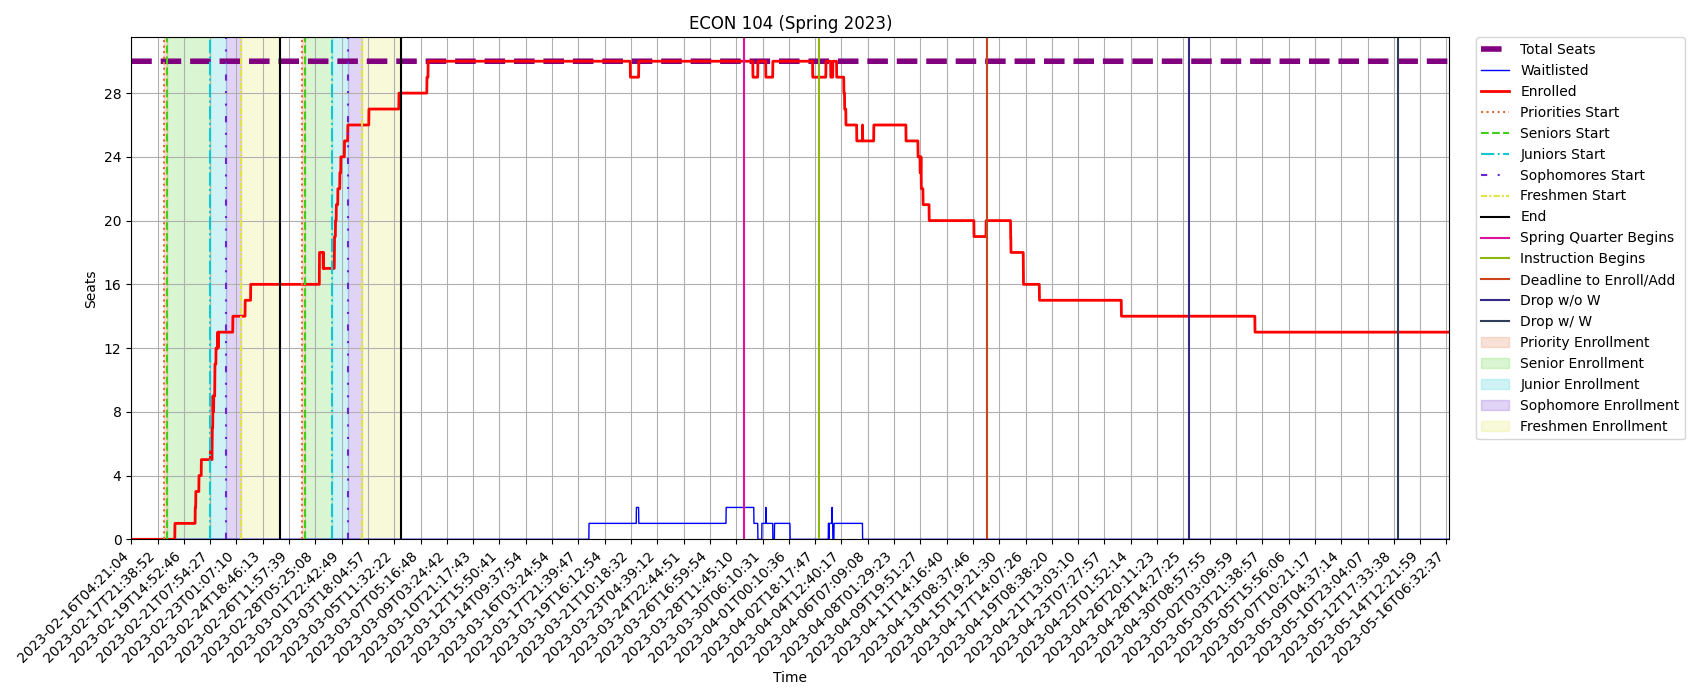 ECON 104 (Spring 2023)
Seats
28
24
20
16
12
8
4
0
2023-02-16T04:21:04
2023-02-17T21:38:52
2023-02-19T14:52:46
2023-02-21T07:54:27
2023-02-23T01:07:10
2023-02-24T18:46:13
2023-02-26T11:57:39
2023-02-28T05:25:08
2023-03-01T22:42:49
2023-03-03T18:04:57
2023-03-05T11:32:22
2023-03-07T05:16:48
2023-03-09T03:24:42
2023-03-10T21:17:43
2023-03-12T15:50:41
2023-03-14T09:37:54
2023-03-16T03:24:54
2023-03-17T21:39:47
2023-03-19T16:12:54
2023-03-21T10:18:32
2023-03-23T04:39:12
2023-03-24T22:44:51
2023-03-26T16:59:54
2023-03-28T11:45:10
2023-03-30T06:10:31
2023-04-01T00:10:36
2023-04-02T18:17:47
2023-04-04T12:40:17
2023-04-06T07:09:08
2023-04-08T01:29:23
2023-04-09T19:51:27
2023-04-11T14:16:40
2023-04-13T08:37:46
2023-04-15T19:21:30
2023-04-17T14:07:26
2023-04-19T08:38:20
2023-04-21T03:03:10
2023-04-23T07:27:57
2023-04-25T01:52:14
2023-04-26T20:11:23
2023-04-28T14:27:25
2023-04-30T08:57:55
2023-05-02T03:09:59
2023-05-03T21:38:57
2023-05-05T15:56:06
2023-05-07T10:21:17
2023-05-09T04:37:14
2023-05-10T23:04:07
2023-05-12T17:33:38
2023-05-14T12:21:59
2023-05-16T06:32:37
Time
Total Seats
Waitlisted
Enrolled
Priorities Start
Seniors Start
Juniors Start
Sophomores Start
Freshmen Start
End
Spring Quarter Begins
Instruction Begins
Deadline to Enroll/Add
Drop w/o W
Drop w/ W
Priority Enrollment
Senior Enrollment
Junior Enrollment
Sophomore Enrollment
Freshmen Enrollment